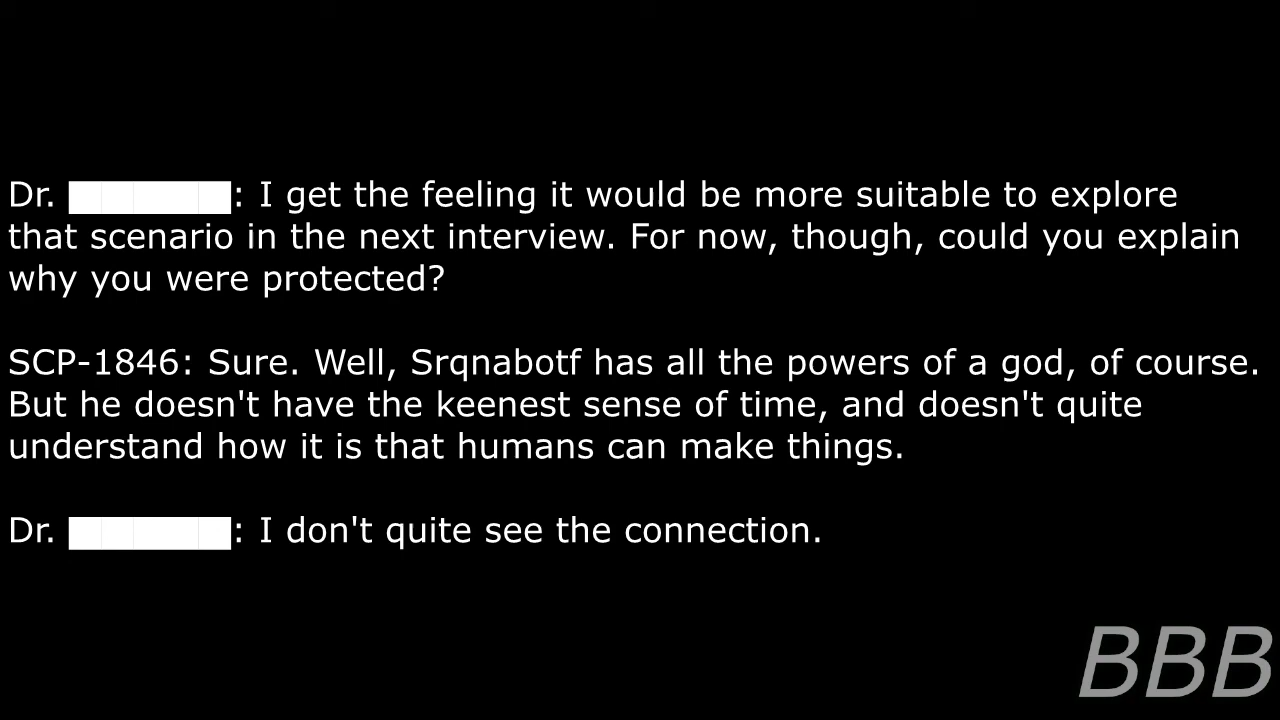 Dr. █████: I get the feeling it would be more suitable to explore
that scenario in the next interview. For now, though, could you explain
why you were protected?
SCP-1846: Sure. Well, Srqnabotf has all the powers of a god, of course.
But he doesn't have the keenest sense of time, and doesn't quite
understand how it is that humans can make things.
Dr. █████: I don't quite see the connection.
BBB